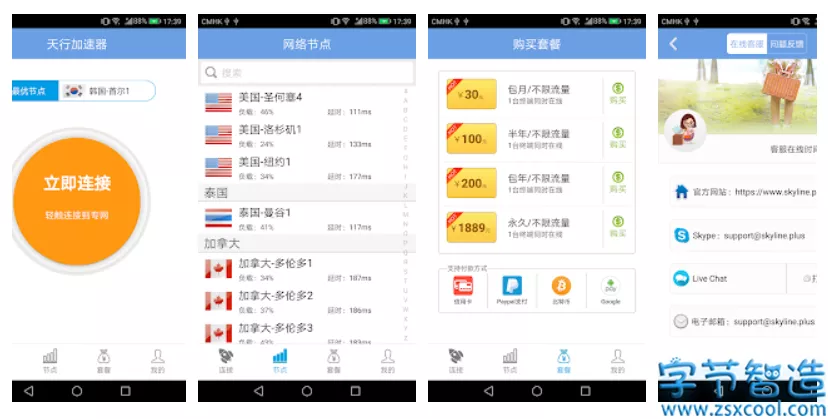 CMHK 88% 17:39
天行加速器
最优节点
韩国-首尔1
立即连接
轻触连接到专网
节点
套餐
我的
CMHK 88% 17:39
网络节点
搜索
美国-圣何塞4
负载：46% 延时：111ms
美国-洛杉矶1
负载：24% 延时：133ms
美国-纽约1
负载：34% 延时：177ms
泰国
泰国-曼谷1
负载：41% 延时：117ms
加拿大
加拿大-多伦多1
负载：34% 延时：187ms
加拿大-多伦多2
负载：37% 延时：186ms
加拿大-多伦多3
连接
节点
套餐
我的
CMHK 88% 17:39
购买套餐
HOT
¥30元
包月/不限流量
1台终端同时在线
购买
HOT
¥100元
半年/不限流量
1台终端同时在线
购买
HOT
¥200元
包年/不限流量
1台终端同时在线
购买
HOT
¥1889元
永久/不限流量
1台终端同时在线
购买
支持付款方式
信用卡
Paypal支付
比特币
Google
连接
节点
套餐
我的
CMHK
在线客服
问题反馈
客服在线时间
官方网站：https://www.skyline.p
Skype：support@skyline.plus
Live Chat
电子邮箱：support@skyline.plus
字节智造
www.zsxcool.com